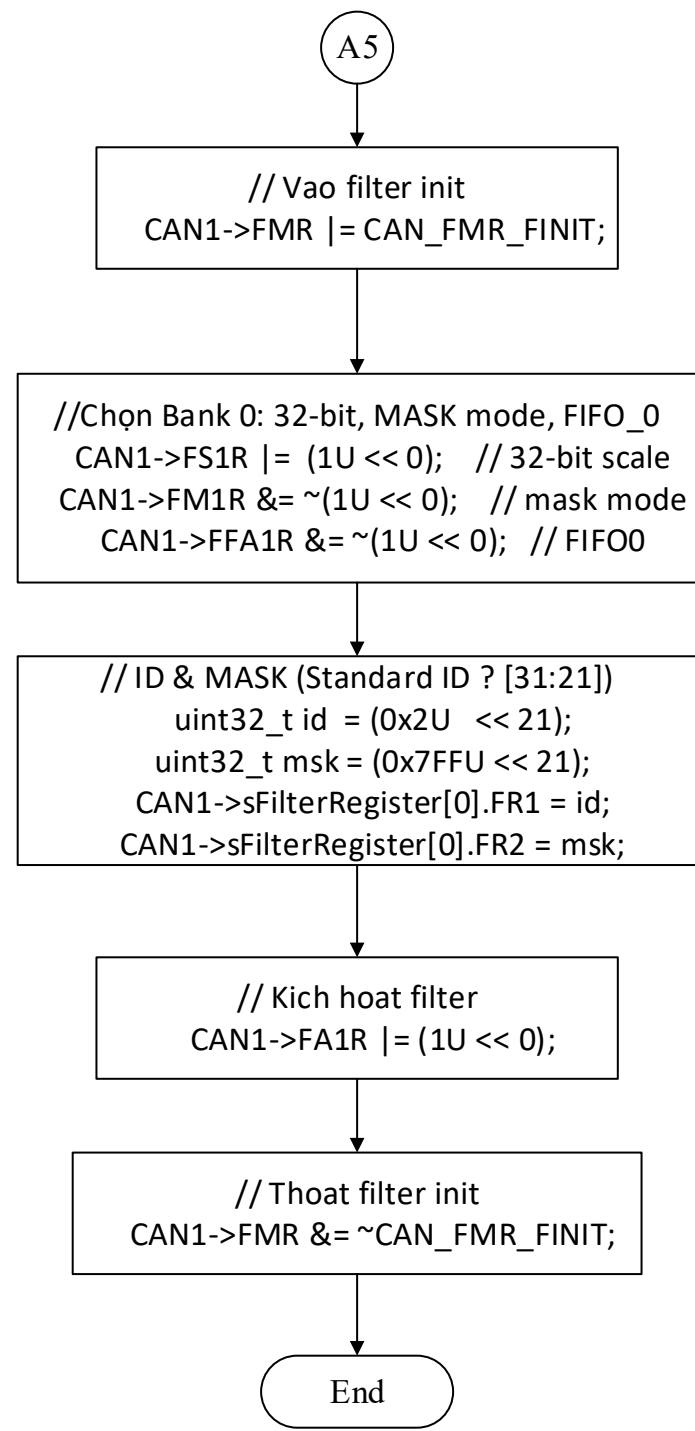 A5
// Vao filter init
CAN1->FMR |= CAN_FMR_FINIT;
//Chọn Bank 0: 32-bit, MASK mode, FIFO_0
CAN1->FS1R |= (1U << 0); // 32-bit scale
CAN1->FM1R &= ~(1U << 0); // mask mode
CAN1->FFA1R &= ~(1U << 0); // FIFO0
// ID & MASK (Standard ID ? [31:21])
uint32_t id = (0x2U << 21);
uint32_t msk = (0x7FFU << 21);
CAN1->sFilterRegister[0].FR1 = id;
CAN1->sFilterRegister[0].FR2 = msk;
// Kich hoat filter
CAN1->FA1R |= (1U << 0);
// Thoat filter init
CAN1->FMR &= ~CAN_FMR_FINIT;
End